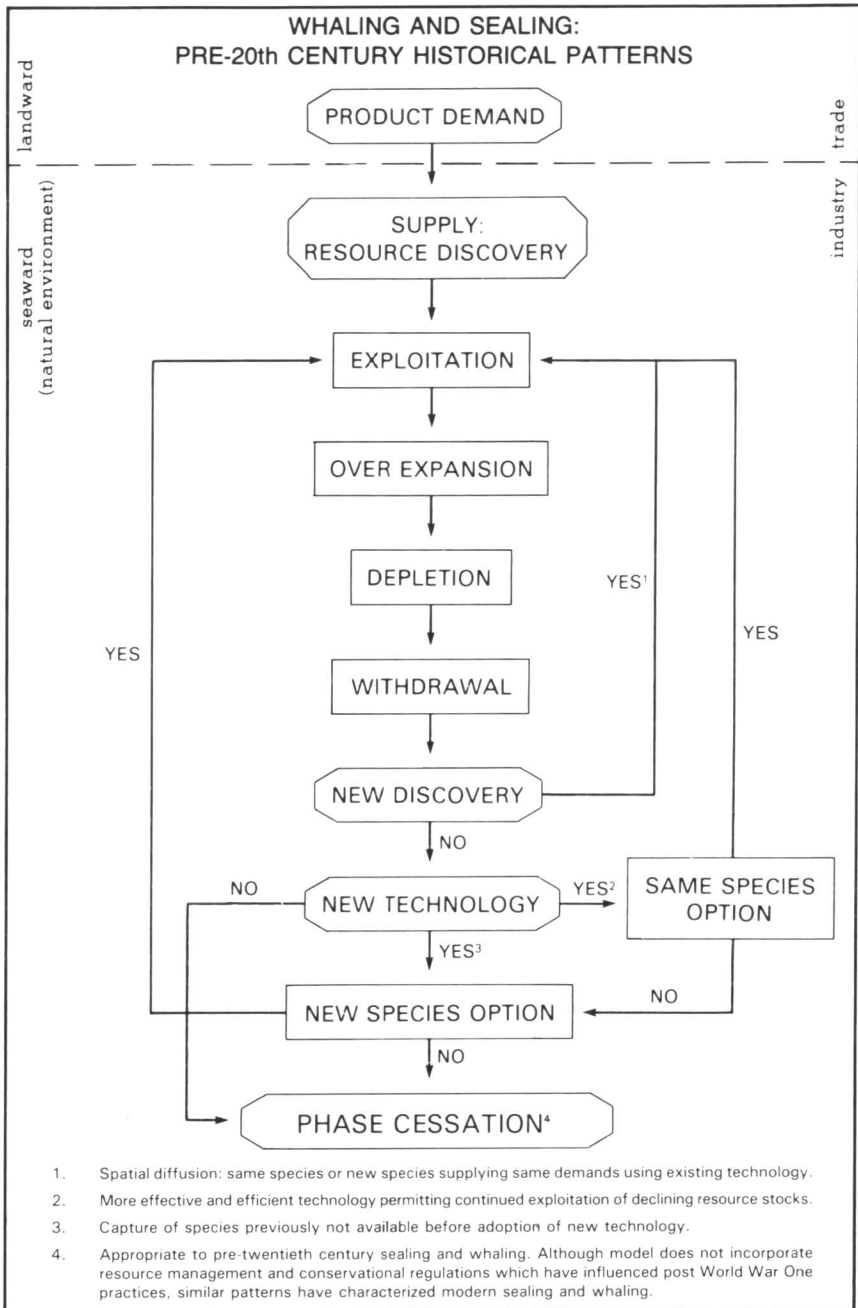 WHALING AND SEALING:
PRE-20th CENTURY HISTORICAL PATTERNS
landward
trade
PRODUCT DEMAND
seaward
(natural environment)
industry
SUPPLY:
RESOURCE DISCOVERY
EXPLOITATION
OVER EXPANSION
DEPLETION
YES¹
YES
YES
WITHDRAWAL
NEW DISCOVERY
NO
NO
NEW TECHNOLOGY
YES²
SAME SPECIES
OPTION
YES³
NO
NEW SPECIES OPTION
NO
PHASE CESSATION⁴
1. Spatial diffusion: same species or new species supplying same demands using existing technology.
2. More effective and efficient technology permitting continued exploitation of declining resource stocks.
3. Capture of species previously not available before adoption of new technology.
4. Appropriate to pre-twentieth century sealing and whaling. Although model does not incorporate
resource management and conservational regulations which have influenced post World War One
practices, similar patterns have characterized modern sealing and whaling.